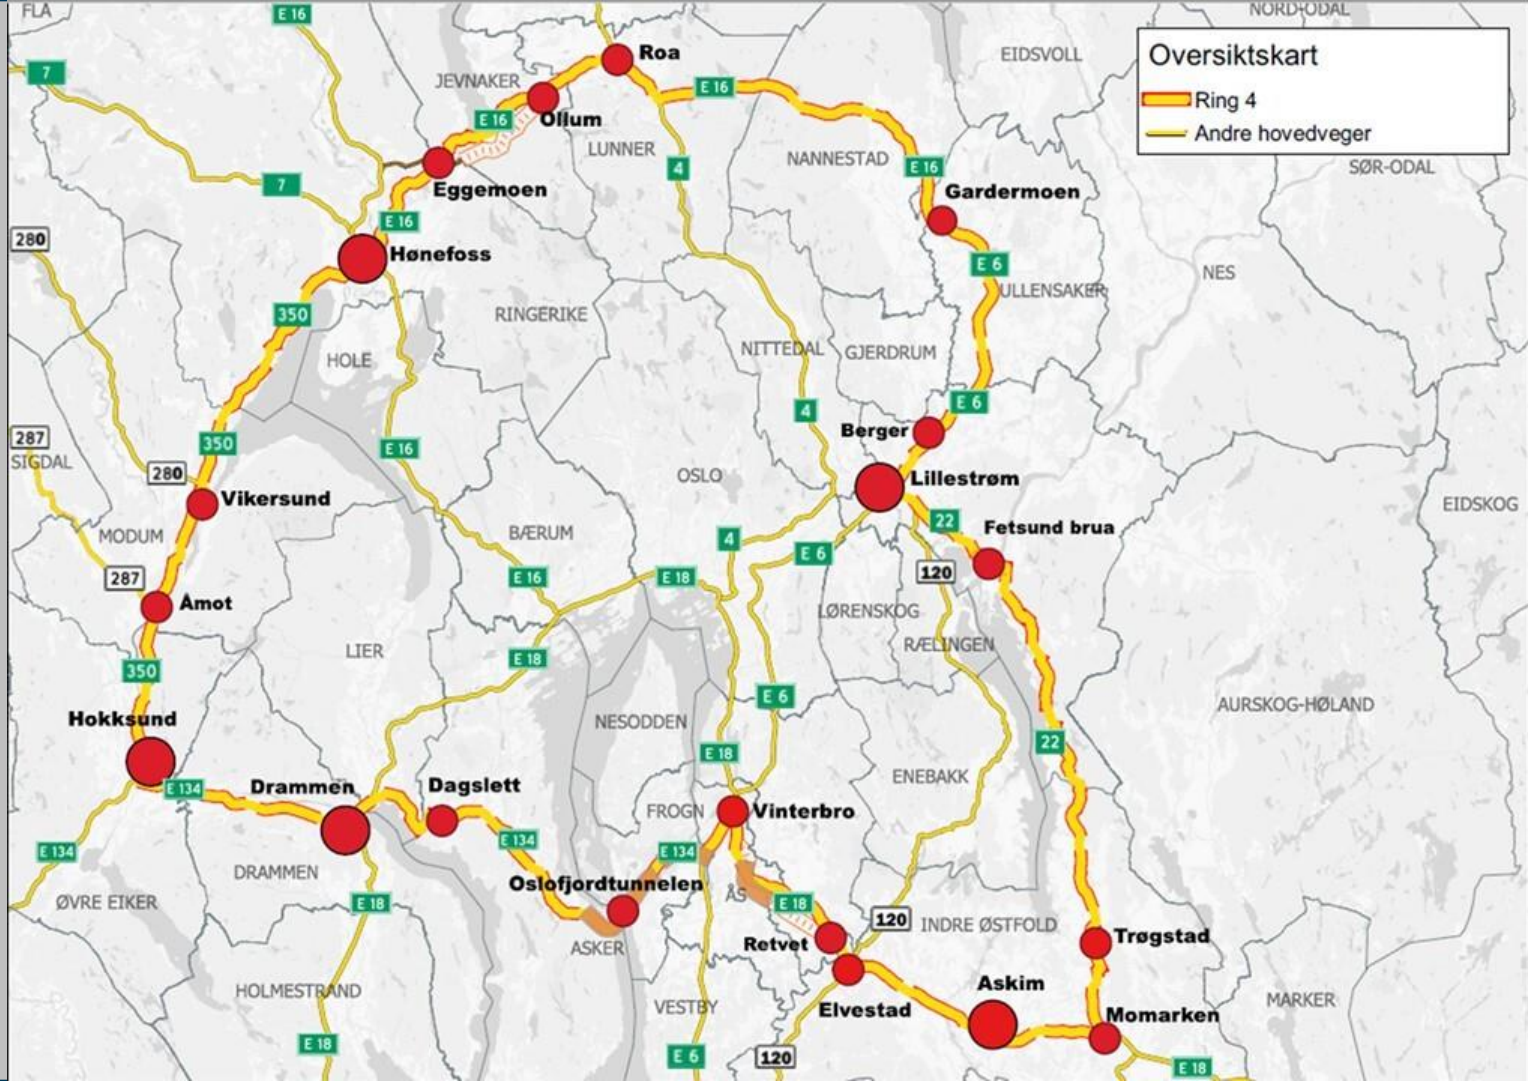 FLA
E 16
NORD-ODAL
Roa
EIDSVOLL
Oversiktskart
Ring 4
Andre hovedveger
7
JEVNAKER
E 16
E 16
Ollum
LUNNER
4
NANNESTAD
E 16
SØR-ODAL
7
Eggemoen
Gardermoen
E 16
280
Hønefoss
E 6
NES
ULLENSAKER
350
RINGERIKE
HOLE
NITTEDAL
GJERDRUM
4
E 6
287
SIGDAL
350
E 16
Berger
280
OSLO
Lillestrøm
Vikersund
EIDSKOG
MODUM
BÆRUM
22
Fetsund brua
4
E 6
287
E 16
E 18
120
Åmot
LØRENSKOG
LIER
RÆLINGEN
350
E 18
E 6
AURSKOG-HØLAND
Hokksund
NESODDEN
22
E 18
E 134
Drammen
Dagslett
ENEBAKK
FROGN
Vinterbro
E 134
E 134
E 134
DRAMMEN
Oslofjordtunnelen
ÅS
ØVRE EIKER
E 18
E 18
120
INDRE ØSTFOLD
ASKER
Retvet
Trøgstad
HOLMESTRAND
Askim
VESTBY
Elvestad
Momarken
MARKER
E 18
E 6
120
E 18